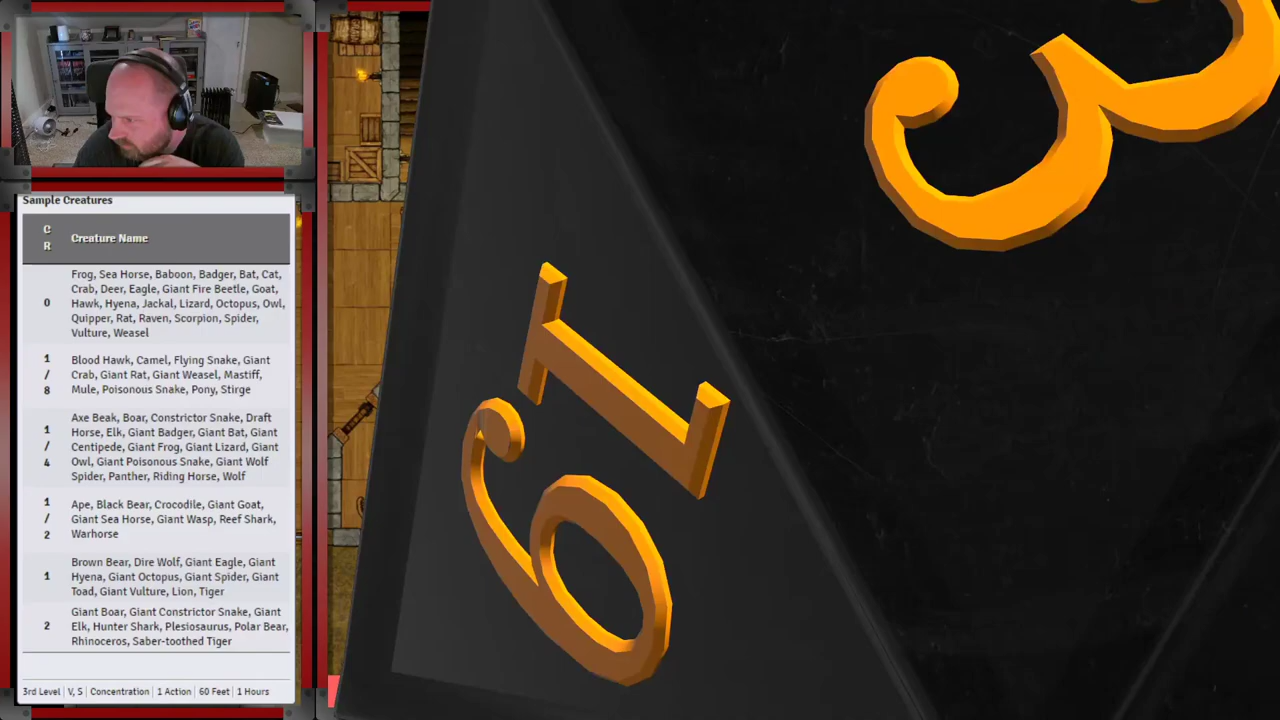 Sample Creatures
C
R
Creature Name
0
Frog, Sea Horse, Baboon, Badger, Bat, Cat,
Crab, Deer, Eagle, Giant Fire Beetle, Goat,
Hawk, Hyena, Jackal, Lizard, Octopus, Owl,
Quipper, Rat, Raven, Scorpion, Spider,
Vulture, Weasel
1
/
8
Blood Hawk, Camel, Flying Snake, Giant
Crab, Giant Rat, Giant Weasel, Mastiff,
Mule, Poisonous Snake, Pony, Stirge
1
/
4
Axe Beak, Boar, Constrictor Snake, Draft
Horse, Elk, Giant Badger, Giant Bat, Giant
Centipede, Giant Frog, Giant Lizard, Giant
Owl, Giant Poisonous Snake, Giant Wolf
Spider, Panther, Riding Horse, Wolf
1
/
2
Ape, Black Bear, Crocodile, Giant Goat,
Giant Sea Horse, Giant Wasp, Reef Shark,
Warhorse
1
Brown Bear, Dire Wolf, Giant Eagle, Giant
Hyena, Giant Octopus, Giant Spider, Giant
Toad, Giant Vulture, Lion, Tiger
2
Giant Boar, Giant Constrictor Snake, Giant
Elk, Hunter Shark, Plesiosaurus, Polar Bear,
Rhinoceros, Saber-toothed Tiger
3rd Level | V, S | Concentration | 1 Action | 60 Feet | 1 Hours
19
3